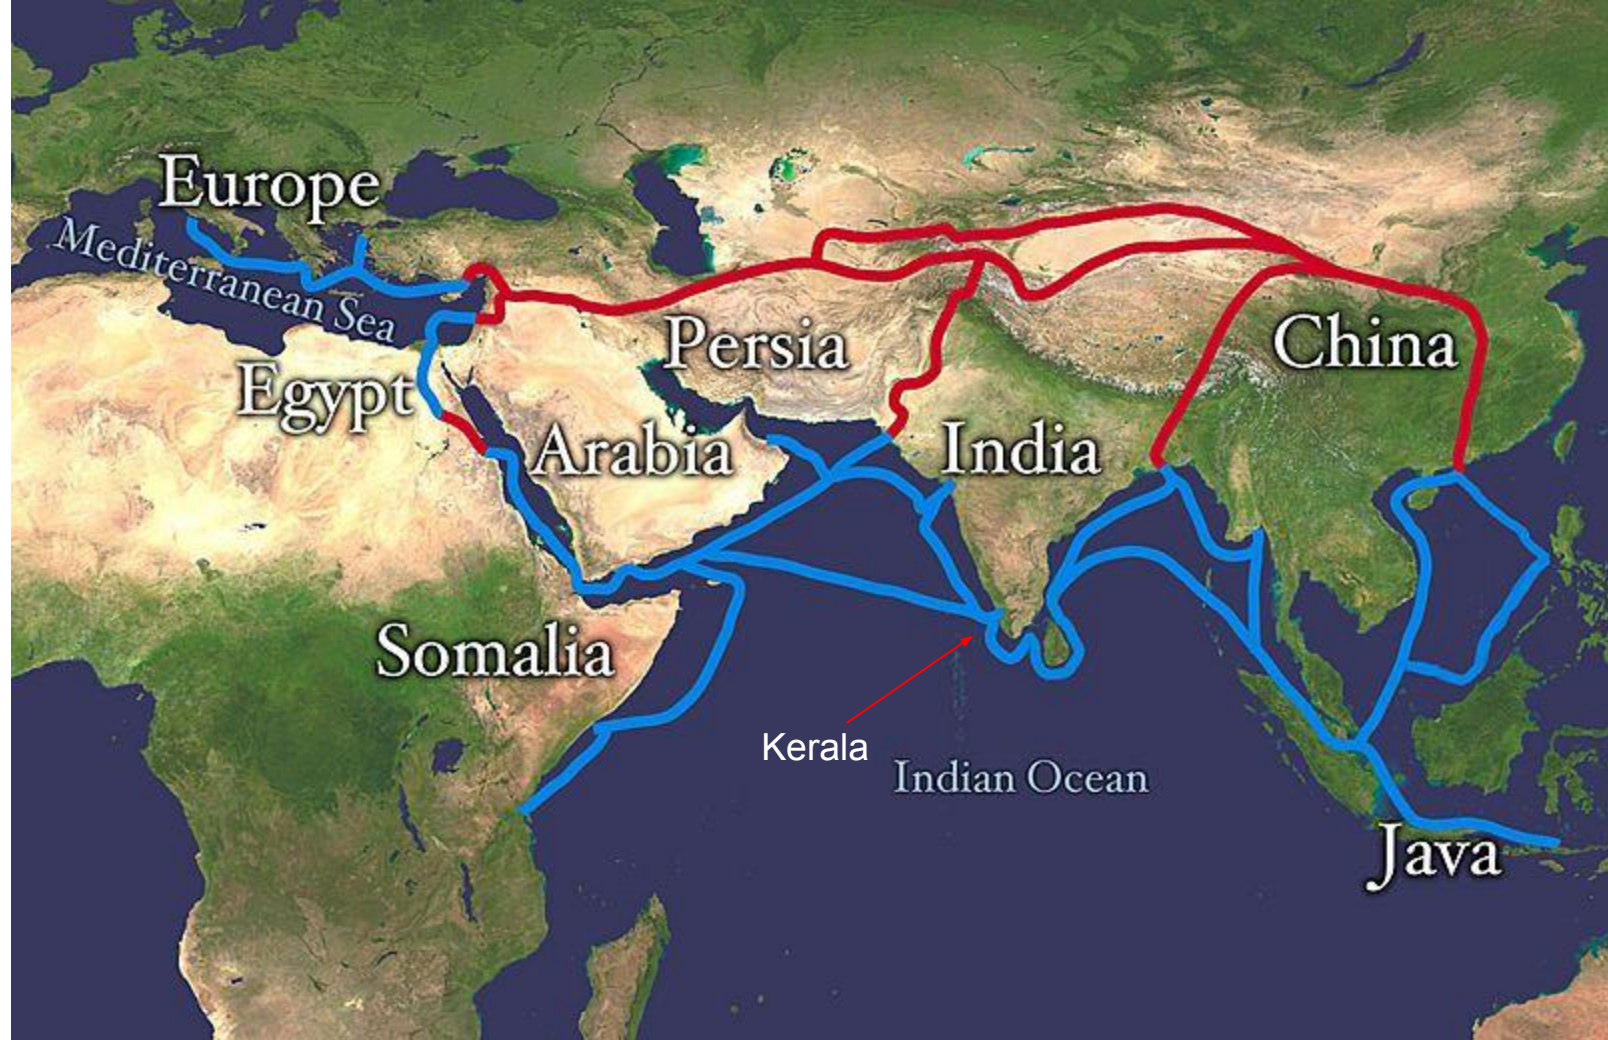 Europe
Mediterranean Sea
Egypt
Persia
China
Arabia
India
Somalia
Kerala
Indian Ocean
Java